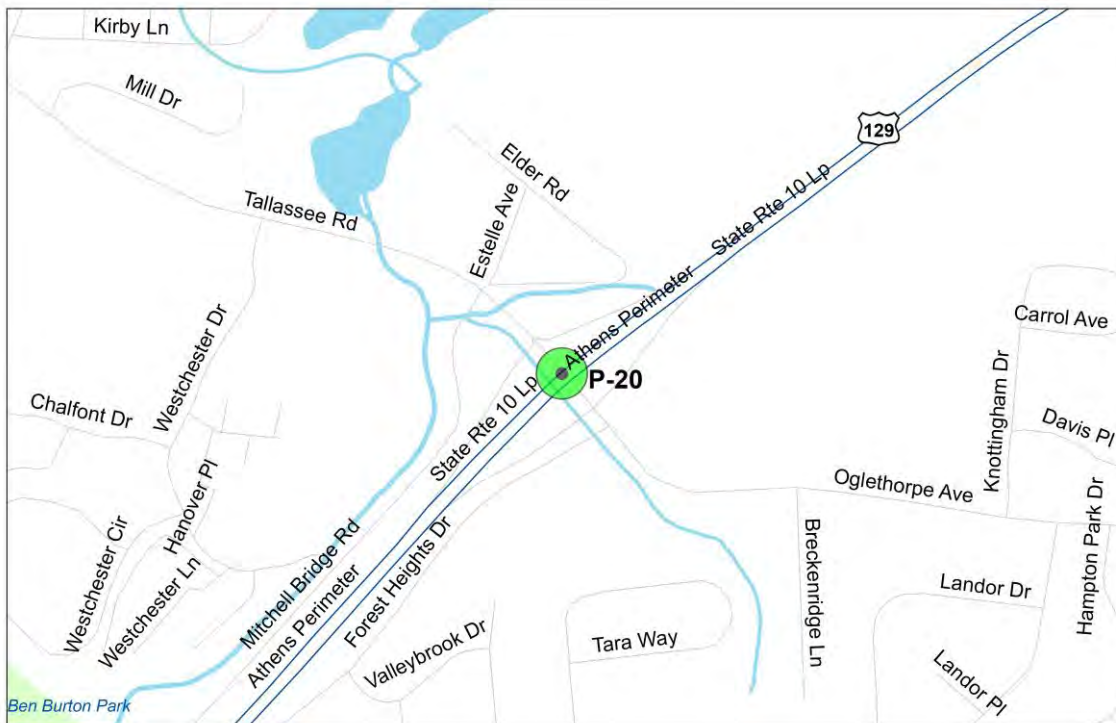 Kirby Ln
Mill Dr
129
Elder Rd
Tallassee Rd
Estelle Ave
State Rte 10 Lp
Athens Perimeter
Carrol Ave
Westchester Dr
Knottingham Dr
P-20
Chalfont Dr
State Rte 10 Lp
Davis Pl
Hanover Pl
Oglethorpe Ave
Hampton Park Dr
Westchester Cir
Westchester Ln
Mitchell Bridge Rd
Athens Perimeter
Forest Heights Dr
Breckenridge Ln
Landor Dr
Valleybrook Dr
Tara Way
Landor Pl
Ben Burton Park